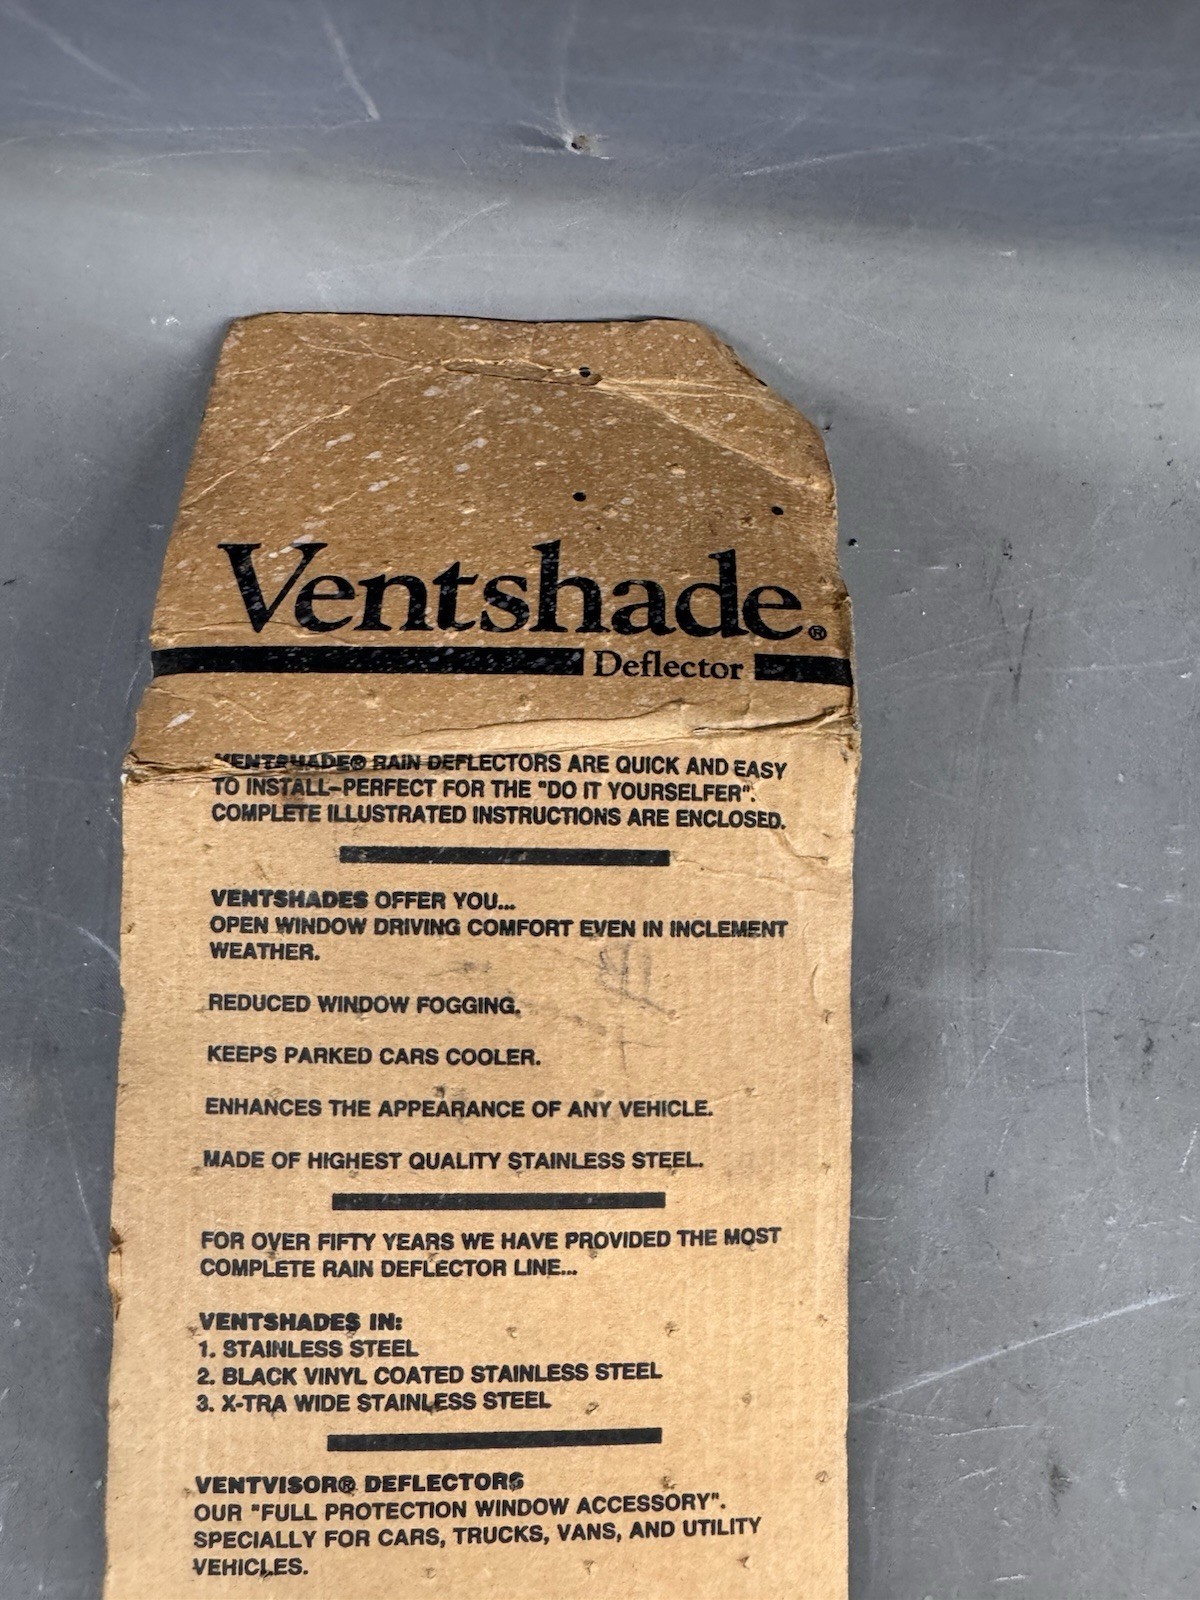 Ventshade®
Deflector
VENTSHADE® RAIN DEFLECTORS ARE QUICK AND EASY
TO INSTALL–PERFECT FOR THE "DO IT YOURSELFER".
COMPLETE ILLUSTRATED INSTRUCTIONS ARE ENCLOSED.
VENTSHADES OFFER YOU...
OPEN WINDOW DRIVING COMFORT EVEN IN INCLEMENT
WEATHER.
REDUCED WINDOW FOGGING.
KEEPS PARKED CARS COOLER.
ENHANCES THE APPEARANCE OF ANY VEHICLE.
MADE OF HIGHEST QUALITY STAINLESS STEEL.
FOR OVER FIFTY YEARS WE HAVE PROVIDED THE MOST
COMPLETE RAIN DEFLECTOR LINE...
VENTSHADES IN:
1. STAINLESS STEEL
2. BLACK VINYL COATED STAINLESS STEEL
3. X-TRA WIDE STAINLESS STEEL
VENTVISOR® DEFLECTORS
OUR "FULL PROTECTION WINDOW ACCESSORY".
SPECIALLY FOR CARS, TRUCKS, VANS, AND UTILITY
VEHICLES.